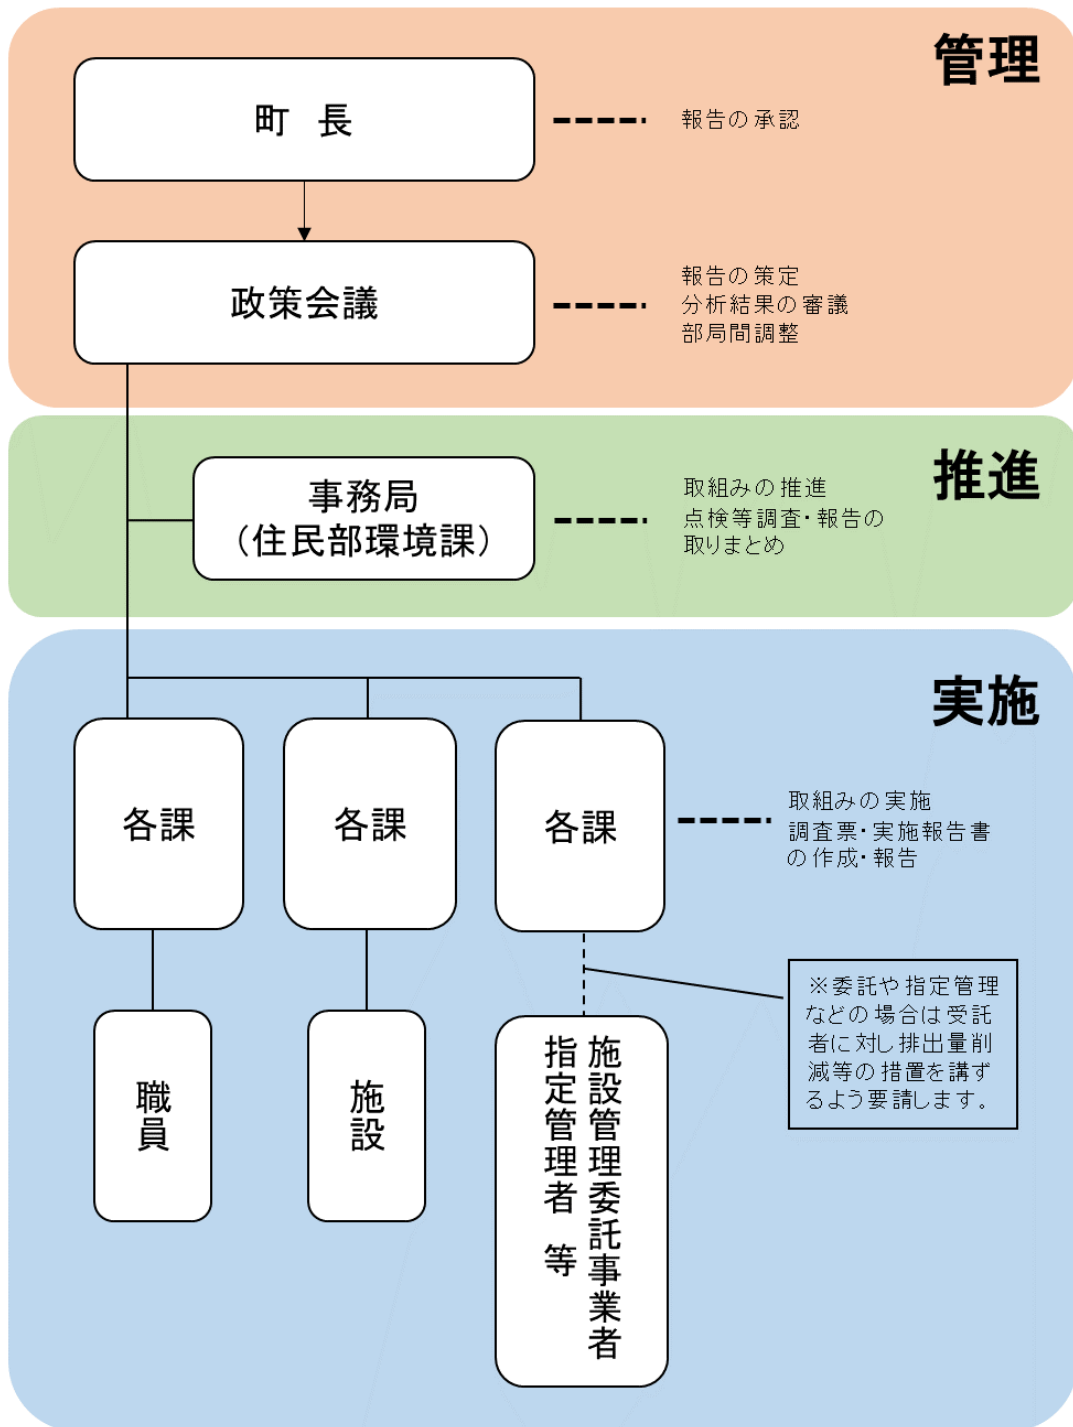 管理
町　長
報告の承認
政策会議
報告の策定
分析結果の審議
部局間調整
推進
事務局
（住民部環境課）
取組みの推進
点検等調査・報告の
取りまとめ
実施
各課
各課
各課
取組みの実施
調査票・実施報告書
の作成・報告
※委託や指定管理
などの場合は受託
者に対し排出量削
減等の措置を講ず
るよう要請します。
職員
施設
施設管理委託事業者
指定管理者　等